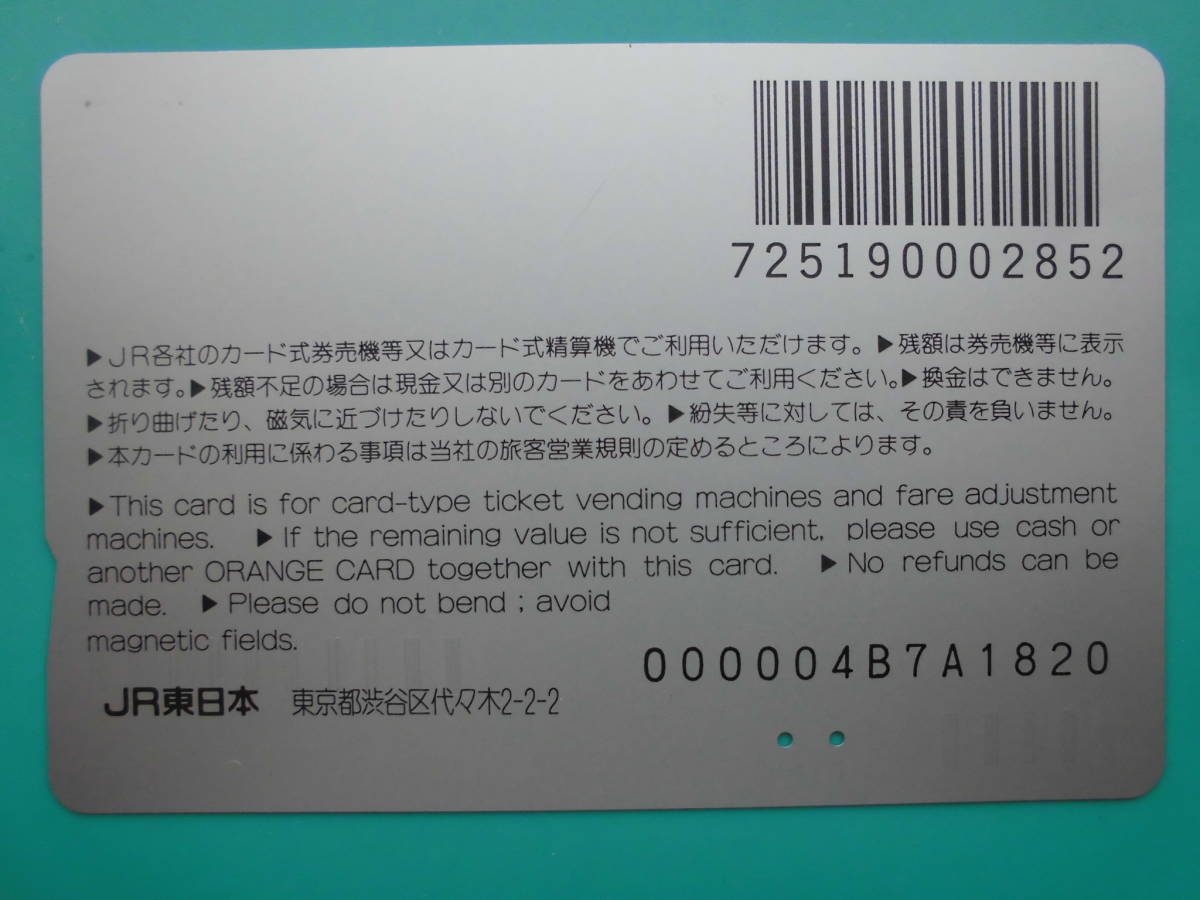 725190002852
▶JR各社のカード式券売機等又はカード式精算機でご利用いただけます。▶残額は券売機等に表示
されます。▶残額不足の場合は現金又は別のカードをあわせてご利用ください。▶換金はできません。
▶折り曲げたり、磁気に近づけたりしないでください。▶紛失等に対しては、その責を負いません。
▶本カードの利用に係わる事項は当社の旅客営業規則の定めるところによります。
▶This card is for card-type ticket vending machines and fare adjustment
machines. ▶If the remaining value is not sufficient, please use cash or
another ORANGE CARD together with this card. ▶No refunds can be
made. ▶Please do not bend ; avoid
magnetic fields.
000004B7A1820
JR東日本 東京都渋谷区代々木2-2-2